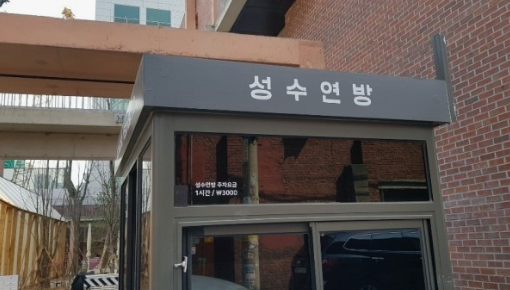 성수연방
성수연방 주차요금
1시간 / ₩3000